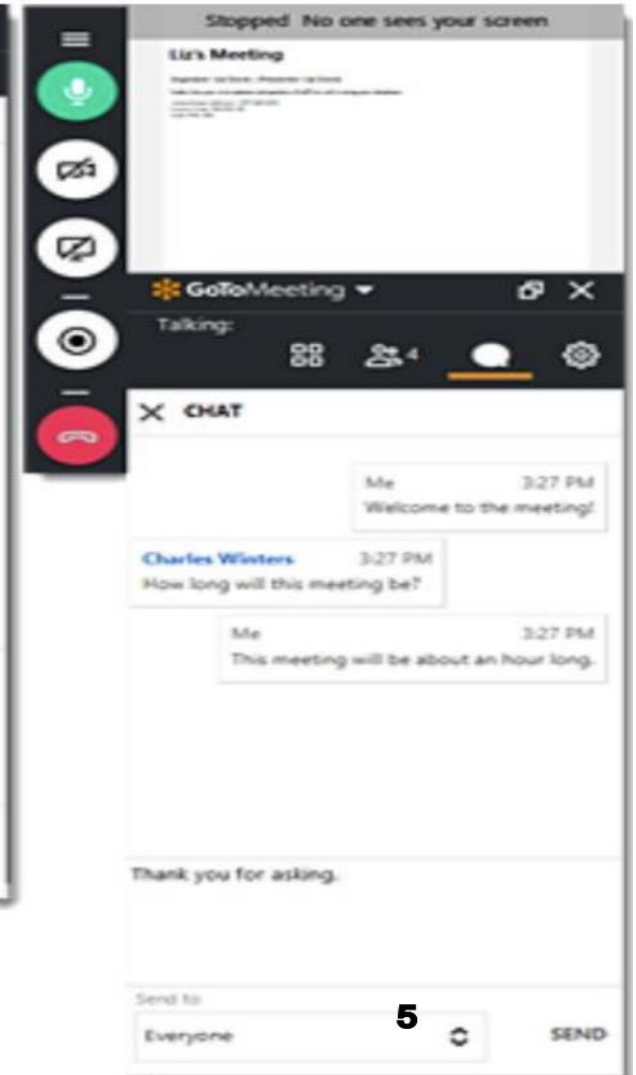 Stopped No one sees your screen
Liz's Meeting
GoToMeeting
Talking:
4
CHAT
Me 3:27 PM
Welcome to the meeting!
Charles Winters 3:27 PM
How long will this meeting be?
Me 3:27 PM
This meeting will be about an hour long.
Thank you for asking.
Send to
Everyone
5
SEND